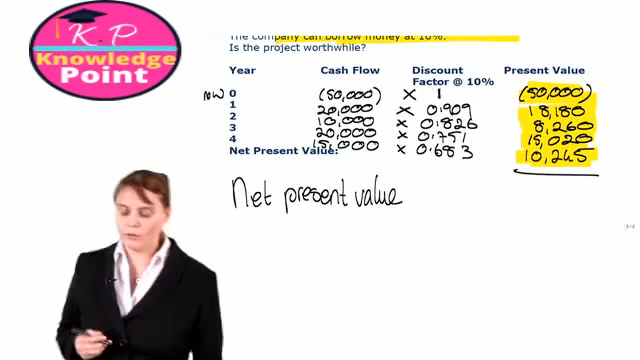 K.P
Knowledge
Point
The company can borrow money at 10%.
Is the project worthwhile?
Year Cash Flow Discount Factor @ 10% Present Value
now 0 (50,000) × 1 (50,000)
1 20,000 × 0.909 18,180
2 10,000 × 0.826 8,260
3 20,000 × 0.751 15,020
4 15,000 × 0.683 10,245
Net Present Value:
Net present value
2/2